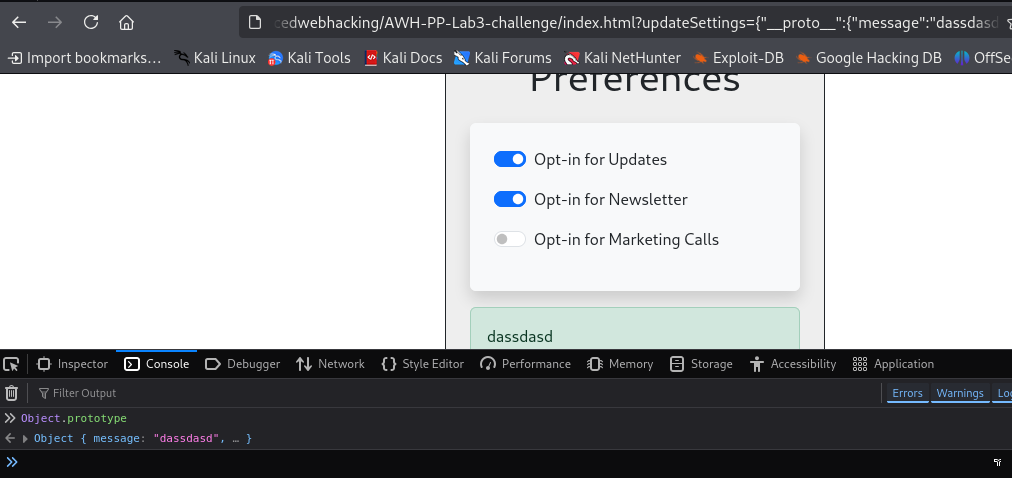 cedwebhacking/AWH-PP-Lab3-challenge/index.html?updateSettings={"__proto__":{"message":"dassdasd
Import bookmarks… Kali Linux Kali Tools Kali Docs Kali Forums Kali NetHunter Exploit-DB Google Hacking DB OffSe
Preferences
Opt-in for Updates
Opt-in for Newsletter
Opt-in for Marketing Calls
dassdasd
Inspector Console Debugger Network Style Editor Performance Memory Storage Accessibility Application
Filter Output Errors Warnings Lo
Object.prototype
Object { message: "dassdasd", … }